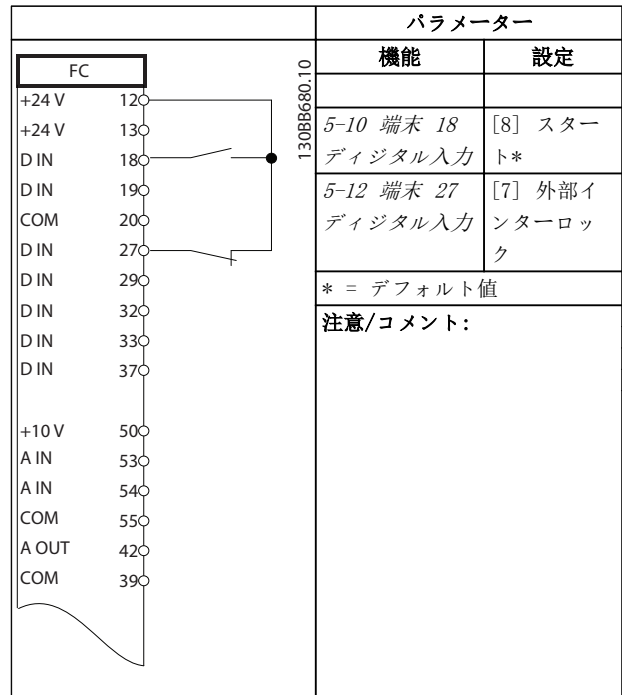 パラメーター
機能 設定
FC
130BB680.10
+24 V 12
+24 V 13
D IN 18
D IN 19
COM 20
D IN 27
D IN 29
D IN 32
D IN 33
D IN 37
+10 V 50
A IN 53
A IN 54
COM 55
A OUT 42
COM 39
5-10 端末 18
ディジタル入力
[8] スター
ト*
5-12 端末 27
ディジタル入力
[7] 外部イ
ンターロッ
ク
* = デフォルト値
注意/コメント: